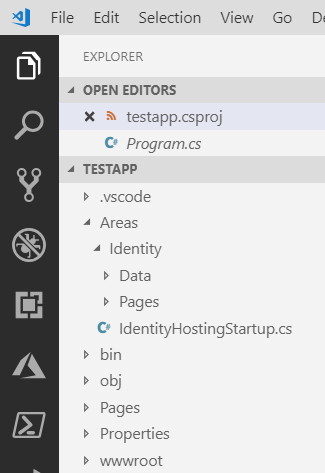 File Edit Selection View Go De
EXPLORER
OPEN EDITORS
testapp.csproj
C# Program.cs
TESTAPP
.vscode
Areas
Identity
Data
Pages
C# IdentityHostingStartup.cs
bin
obj
Pages
Properties
wwwroot